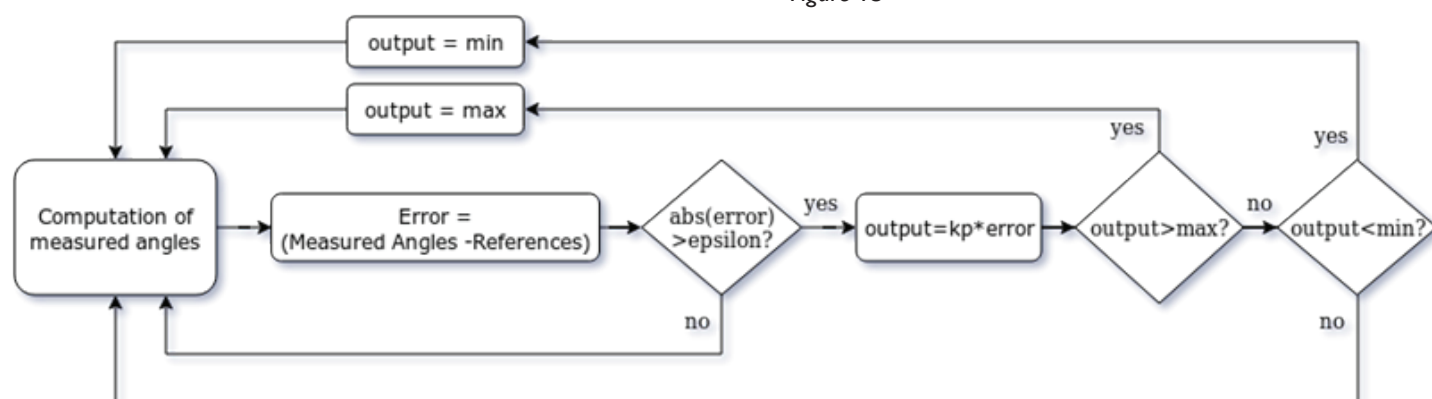 output = min
output = max
yes
yes
Computation of
measured angles
Error =
(Measured Angles -References)
abs(error)
>epsilon?
yes
output=kp*error
output>max?
no
output<min?
no
no